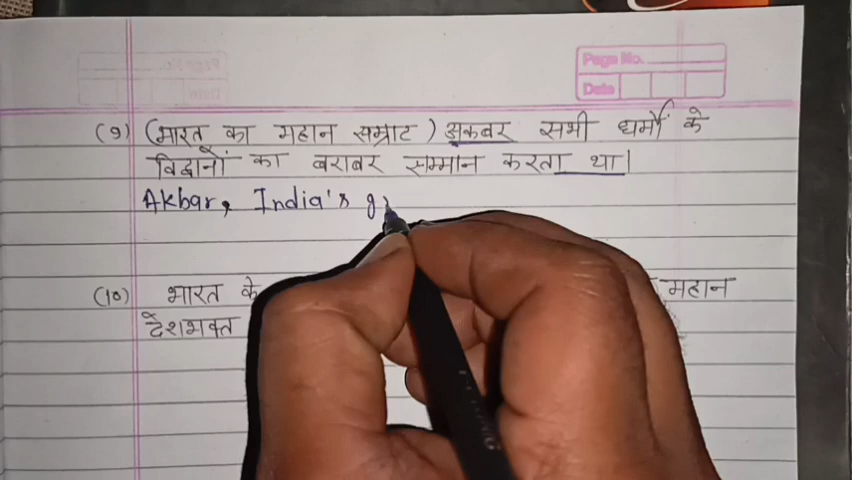 Page No.
Date
(9) (भारत का महान सम्राट) अकबर सभी धर्मों के
विद्वानों का बराबर सम्मान करता था।
Akbar, India's
(10) भारत के महान
देशभक्त